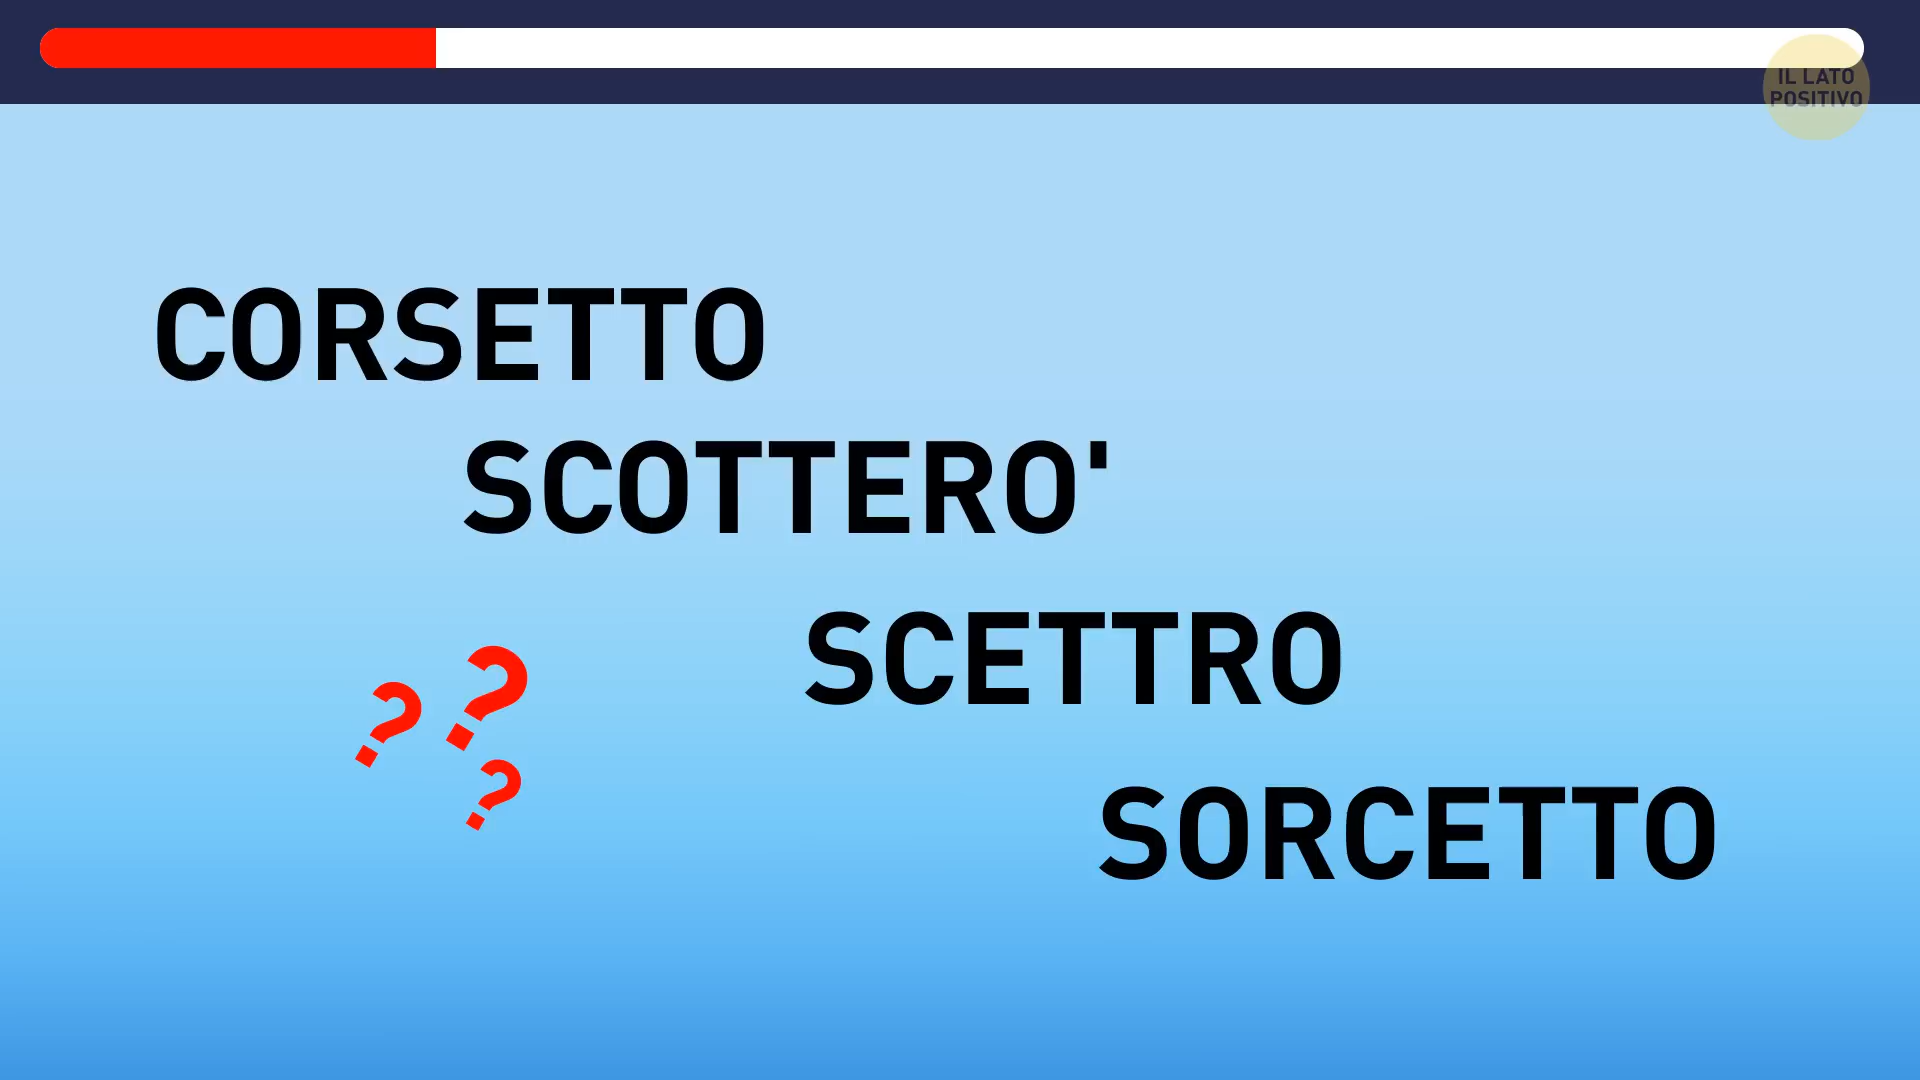 IL LATO
POSITIVO
CORSETTO
SCOTTERO'
SCETTRO
SORCETTO
? ? ?